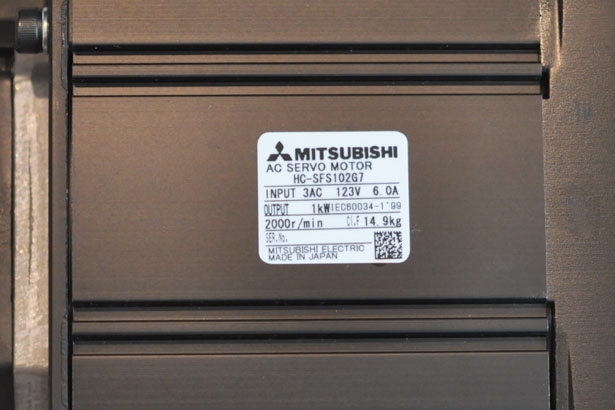 MITSUBISHI
AC SERVO MOTOR
HC-SFS102G7
INPUT 3AC 123V 6.0A
OUTPUT 1kW IEC60034-1'99
2000r/min CI.F 14.9kg
SER.No.
MITSUBISHI ELECTRIC
MADE IN JAPAN